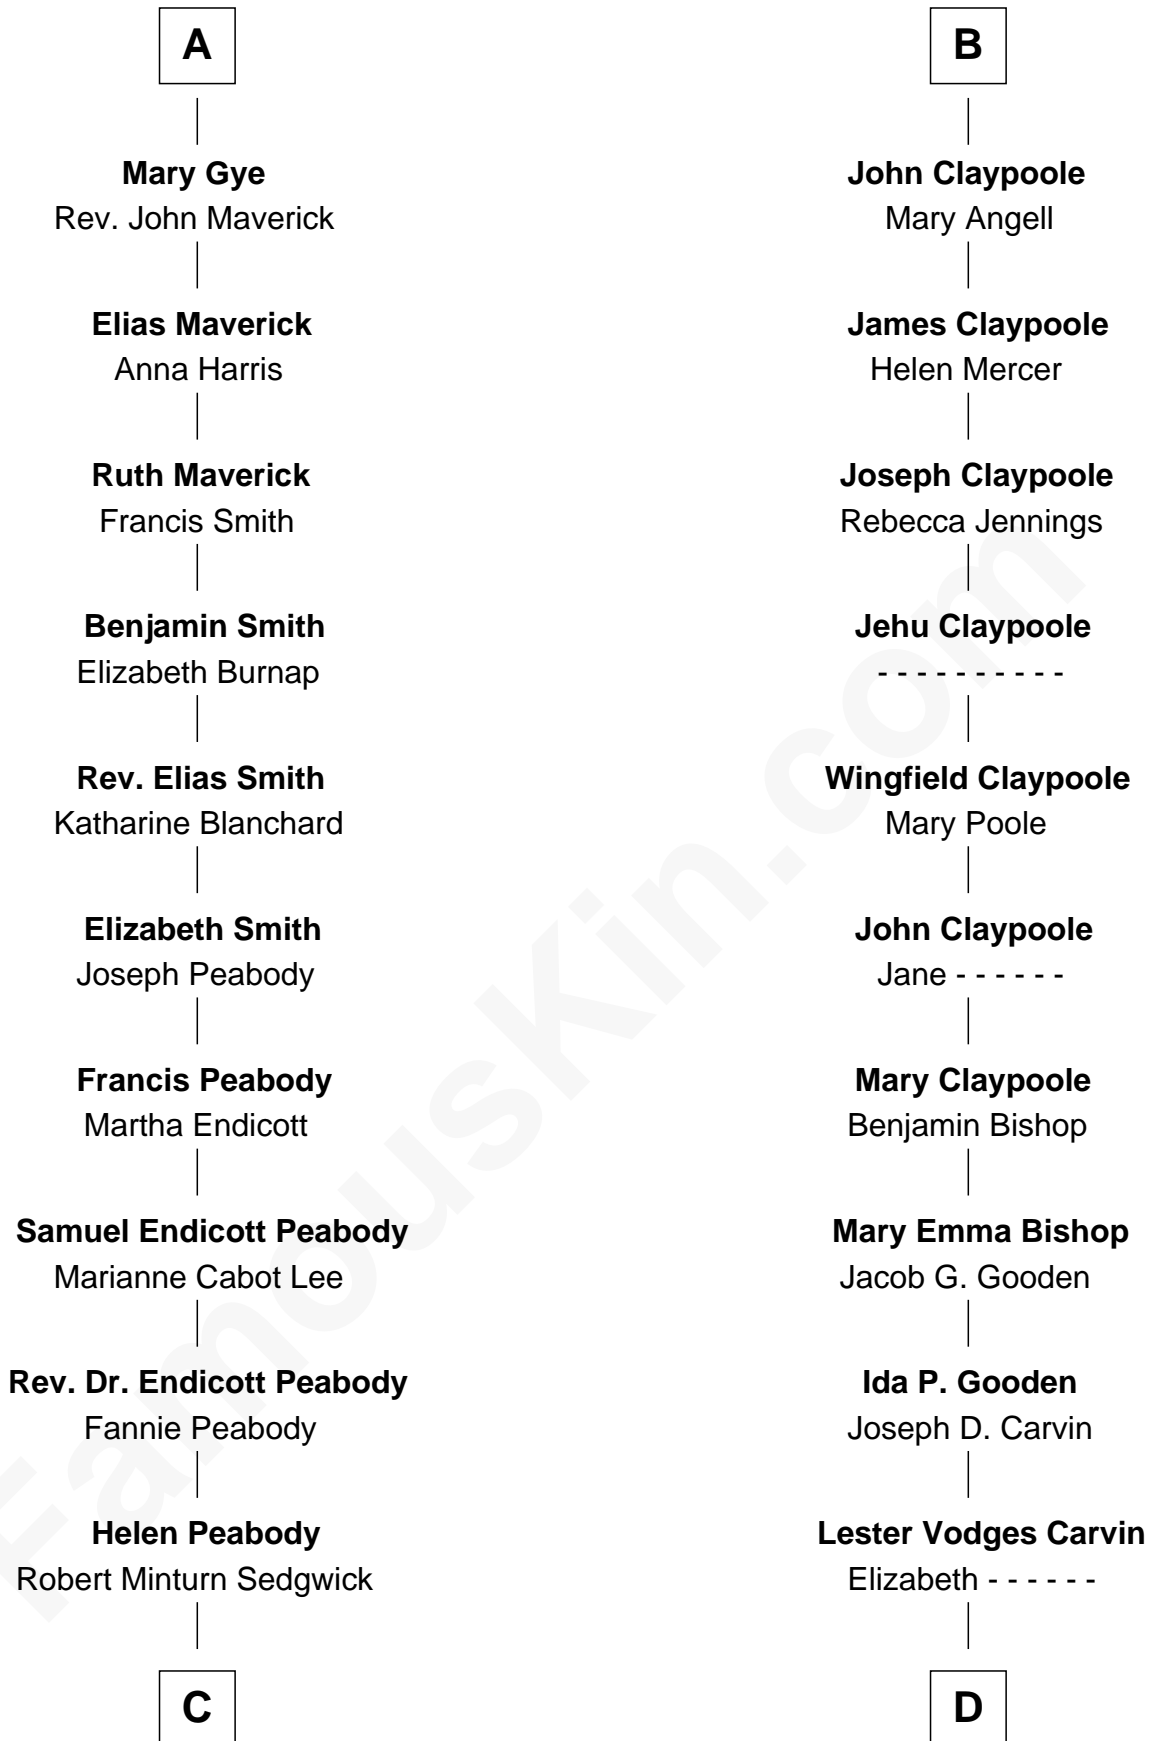 A
Mary Gye
Rev. John Maverick
Elias Maverick
Anna Harris
Ruth Maverick
Francis Smith
Benjamin Smith
Elizabeth Burnap
Rev. Elias Smith
Katharine Blanchard
Elizabeth Smith
Joseph Peabody
Francis Peabody
Martha Endicott
Samuel Endicott Peabody
Marianne Cabot Lee
Rev. Dr. Endicott Peabody
Fannie Peabody
Helen Peabody
Robert Minturn Sedgwick
C
B
John Claypoole
Mary Angell
James Claypoole
Helen Mercer
Joseph Claypoole
Rebecca Jennings
Jehu Claypoole
- - - - - - - - - -
Wingfield Claypoole
Mary Poole
John Claypoole
Jane - - - - - -
Mary Claypoole
Benjamin Bishop
Mary Emma Bishop
Jacob G. Gooden
Ida P. Gooden
Joseph D. Carvin
Lester Vodges Carvin
Elizabeth - - - - - -
D
FamousKin.com